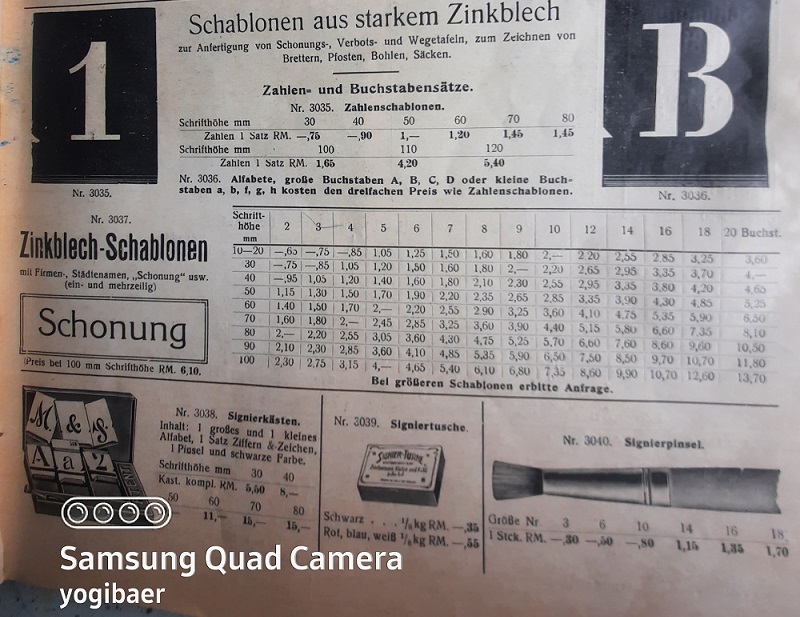 Schablonen aus starkem Zinkblech
zur Anfertigung von Schonungs-, Verbots- und Wegetafeln, zum Zeichnen von
Brettern, Pfosten, Bohlen, Säcken.
1
B
Zahlen- und Buchstabensätze.
Nr. 3035. Zahlenschablonen.
Schrifthöhe mm 30 40 50 60 70 80
Zahlen 1 Satz RM. —,75 —,90 1,— 1,20 1,45 1,45
Schrifthöhe mm 100 110 120
Zahlen 1 Satz RM. 1,65 4,20 5,40
Nr. 3036. Alfabete, große Buchstaben A, B, C, D oder kleine Buch-
staben a, b, f, g, h kosten den dreifachen Preis wie Zahlenschablonen.
Nr. 3035.
Nr. 3036.
Nr. 3037.
Zinkblech-Schablonen
mit Firmen-, Städtenamen, „Schonung" usw.
(ein- und mehrzeilig)
Schonung
Preis bei 100 mm Schrifthöhe RM. 6,10.
Schrift-
höhe 2 3 4 5 6 7 8 9 10 12 14 16 18 20 Buchst.
mm
10—20 —,65 —,75 —,85 1,05 1,25 1,50 1,60 1,80 2,— 2,20 2,55 2,85 3,25 3,60
30 —,75 —,85 1,05 1,20 1,50 1,60 1,80 2,— 2,20 2,65 2,95 3,35 3,70 4,—
40 —,95 1,05 1,20 1,40 1,60 1,80 2,10 2,30 2,55 2,95 3,35 3,80 4,20 4,65
50 1,15 1,30 1,50 1,70 1,90 2,20 2,35 2,65 2,85 3,35 3,90 4,30 4,85 5,25
60 1,40 1,50 1,70 2,— 2,20 2,55 2,90 3,25 3,60 4,10 4,75 5,35 5,90 6,50
70 1,60 1,80 2,— 2,45 2,85 3,25 3,60 3,90 4,40 5,15 5,80 6,60 7,35 8,10
80 2,— 2,20 2,55 3,05 3,60 4,30 4,75 5,25 5,70 6,60 7,60 8,60 9,60 10,50
90 2,10 2,30 2,85 3,60 4,10 4,85 5,35 5,90 6,50 7,50 8,50 9,70 10,70 11,80
100 2,30 2,75 3,15 4,— 4,65 5,40 6,10 6,80 7,35 8,60 9,90 10,70 12,60 13,70
Bei größeren Schablonen erbitte Anfrage.
M & S
A a 2
Nr. 3038. Signierkästen.
Inhalt: 1 großes und 1 kleines
Alfabet, 1 Satz Ziffern &-Zeichen,
1 Pinsel und schwarze Farbe.
Schrifthöhe mm 30 40
Kast. kompl. RM. 5,50 8,—
50 60 70 80
11,— 15,— 15,—
Nr. 3039. Signiertusche.
Schwarz . . . ⅛ kg RM. —,35
Rot, blau, weiß ⅛ kg RM. —,55
Nr. 3040. Signierpinsel.
Größe Nr. 3 6 10 14 16 18
1 Stck. RM. —,30 —,50 —,80 1,15 1,35 1,70
Samsung Quad Camera
yogibaer